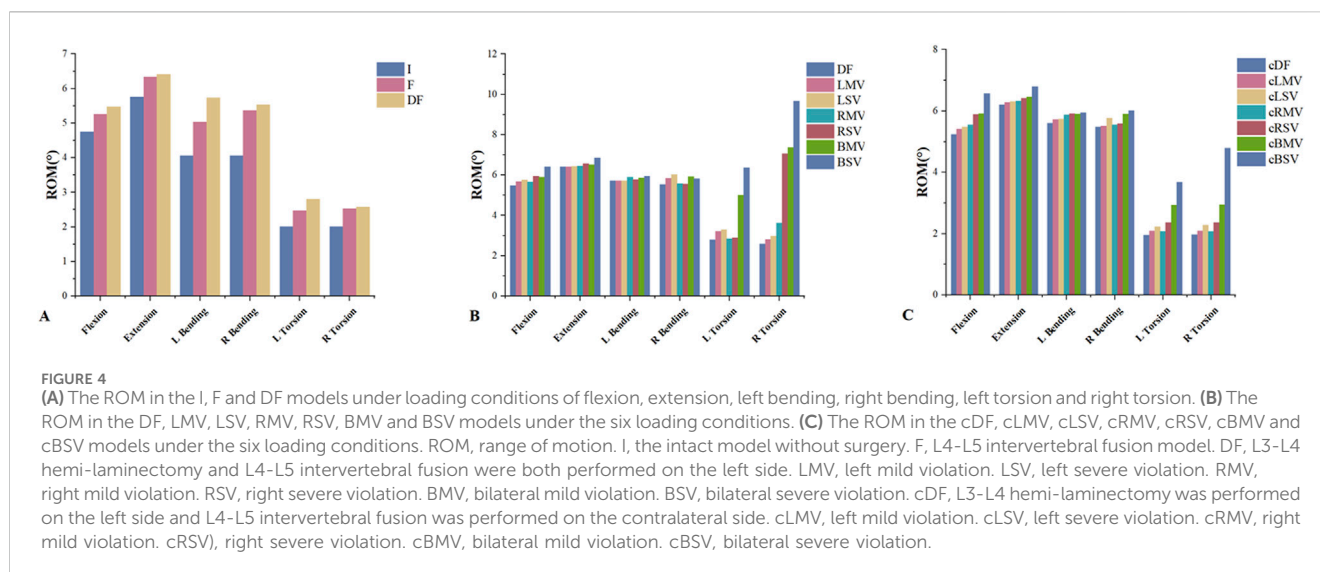 7
6
5
4
3
2
1
0
ROM(°)
I
F
DF
Flexion
Extension
L Bending
R Bending
L Torsion
R Torsion
A
12
10
8
6
4
2
0
ROM(°)
DF
LMV
LSV
RMV
RSV
BMV
BSV
Flexion
Extension
L Bending
R Bending
L Torsion
R Torsion
B
8
6
4
2
0
ROM(°)
cDF
cLMV
cLSV
cRMV
cRSV
cBMV
cBSV
Flexion
Extension
L Bending
R Bending
L Torsion
R Torsion
C
FIGURE 4
(A) The ROM in the I, F and DF models under loading conditions of flexion, extension, left bending, right bending, left torsion and right torsion. (B) The
ROM in the DF, LMV, LSV, RMV, RSV, BMV and BSV models under the six loading conditions. (C) The ROM in the cDF, cLMV, cLSV, cRMV, cRSV, cBMV and
cBSV models under the six loading conditions. ROM, range of motion. I, the intact model without surgery. F, L4-L5 intervertebral fusion model. DF, L3-L4
hemi-laminectomy and L4-L5 intervertebral fusion were both performed on the left side. LMV, left mild violation. LSV, left severe violation. RMV,
right mild violation. RSV, right severe violation. BMV, bilateral mild violation. BSV, bilateral severe violation. cDF, L3-L4 hemi-laminectomy was performed
on the left side and L4-L5 intervertebral fusion was performed on the contralateral side. cLMV, left mild violation. cLSV, left severe violation. cRMV, right
mild violation. cRSV), right severe violation. cBMV, bilateral mild violation. cBSV, bilateral severe violation.